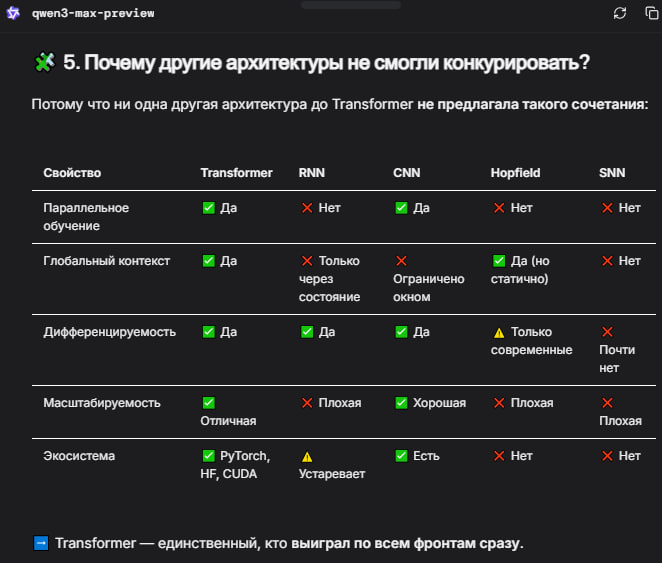 qwen3-max-preview
🧩 5. Почему другие архитектуры не смогли конкурировать?
Потому что ни одна другая архитектура до Transformer не предлагала такого сочетания:
Свойство Transformer RNN CNN Hopfield SNN
Параллельное обучение ✅ Да ❌ Нет ✅ Да ❌ Нет ❌ Нет
Глобальный контекст ✅ Да ❌ Только через состояние ❌ Ограничено окном ✅ Да (но статично) ❌ Нет
Дифференцируемость ✅ Да ✅ Да ✅ Да ⚠️ Только современные ❌ Почти нет
Масштабируемость ✅ Отличная ❌ Плохая ✅ Хорошая ❌ Плохая ❌ Плохая
Экосистема ✅ PyTorch, HF, CUDA ⚠️ Устаревает ✅ Есть ❌ Нет ❌ Нет
➡️ Transformer — единственный, кто выиграл по всем фронтам сразу.